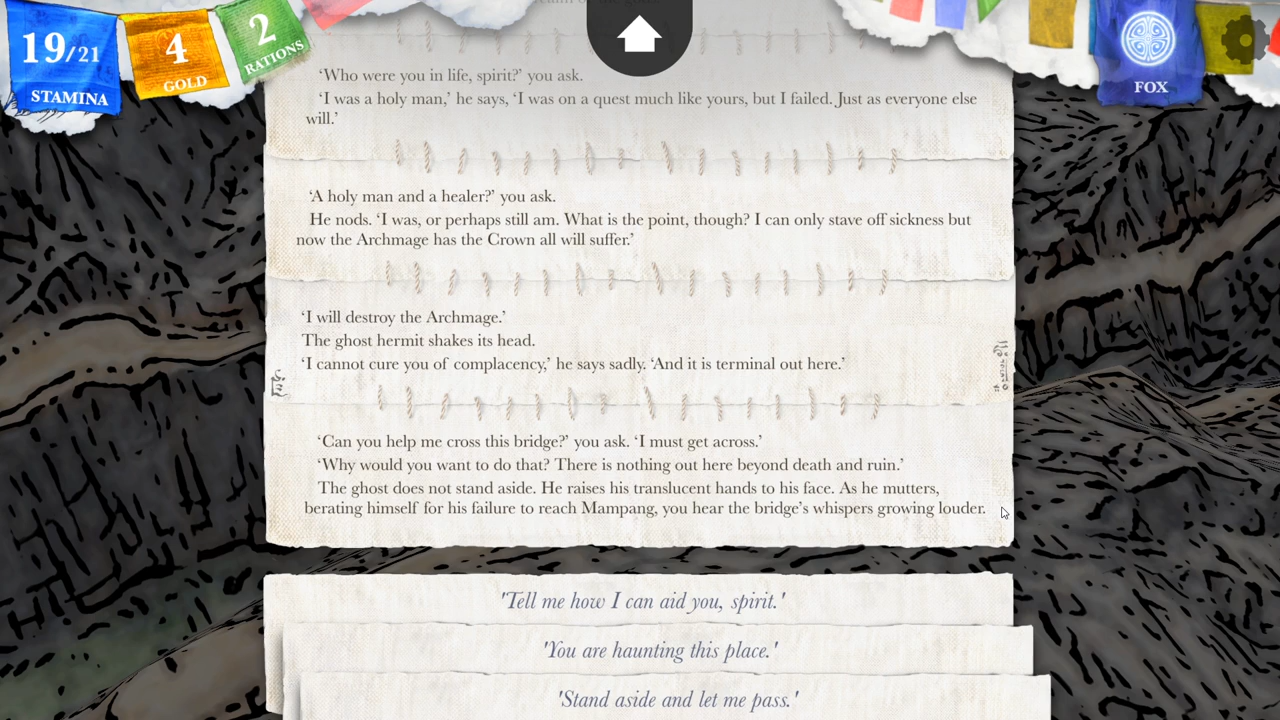 19/21
STAMINA
4
GOLD
2
RATIONS
FOX
‘Who were you in life, spirit?’ you ask.
‘I was a holy man,’ he says, ‘I was on a quest much like yours, but I failed. Just as everyone else
will.’
‘A holy man and a healer?’ you ask.
He nods. ‘I was, or perhaps still am. What is the point, though? I can only stave off sickness but
now the Archmage has the Crown all will suffer.’
‘I will destroy the Archmage.’
The ghost hermit shakes its head.
‘I cannot cure you of complacency,’ he says sadly. ‘And it is terminal out here.’
‘Can you help me cross this bridge?’ you ask. ‘I must get across.’
‘Why would you want to do that? There is nothing out here beyond death and ruin.’
The ghost does not stand aside. He raises his translucent hands to his face. As he mutters,
berating himself for his failure to reach Mampang, you hear the bridge’s whispers growing louder.
'Tell me how I can aid you, spirit.'
'You are haunting this place.'
'Stand aside and let me pass.'